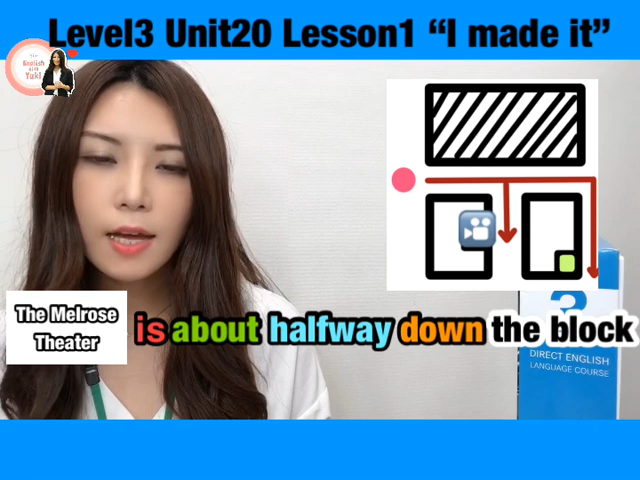 Level3 Unit20 Lesson1 “I made it”
English
with
Yuki
The Melrose
Theater
is about halfway down the block
3
DIRECT ENGLISH
LANGUAGE COURSE